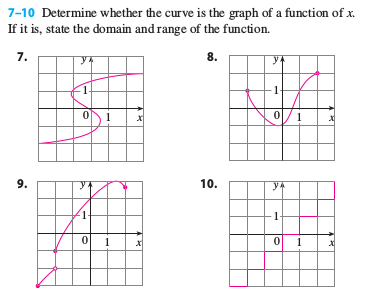 7–10 Determine whether the curve is the graph of a function of x.
If it is, state the domain and range of the function.
7.
y
1
0
1
x
8.
y
1
0
1
x
9.
y
1
0
1
x
10.
y
1
0
1
x